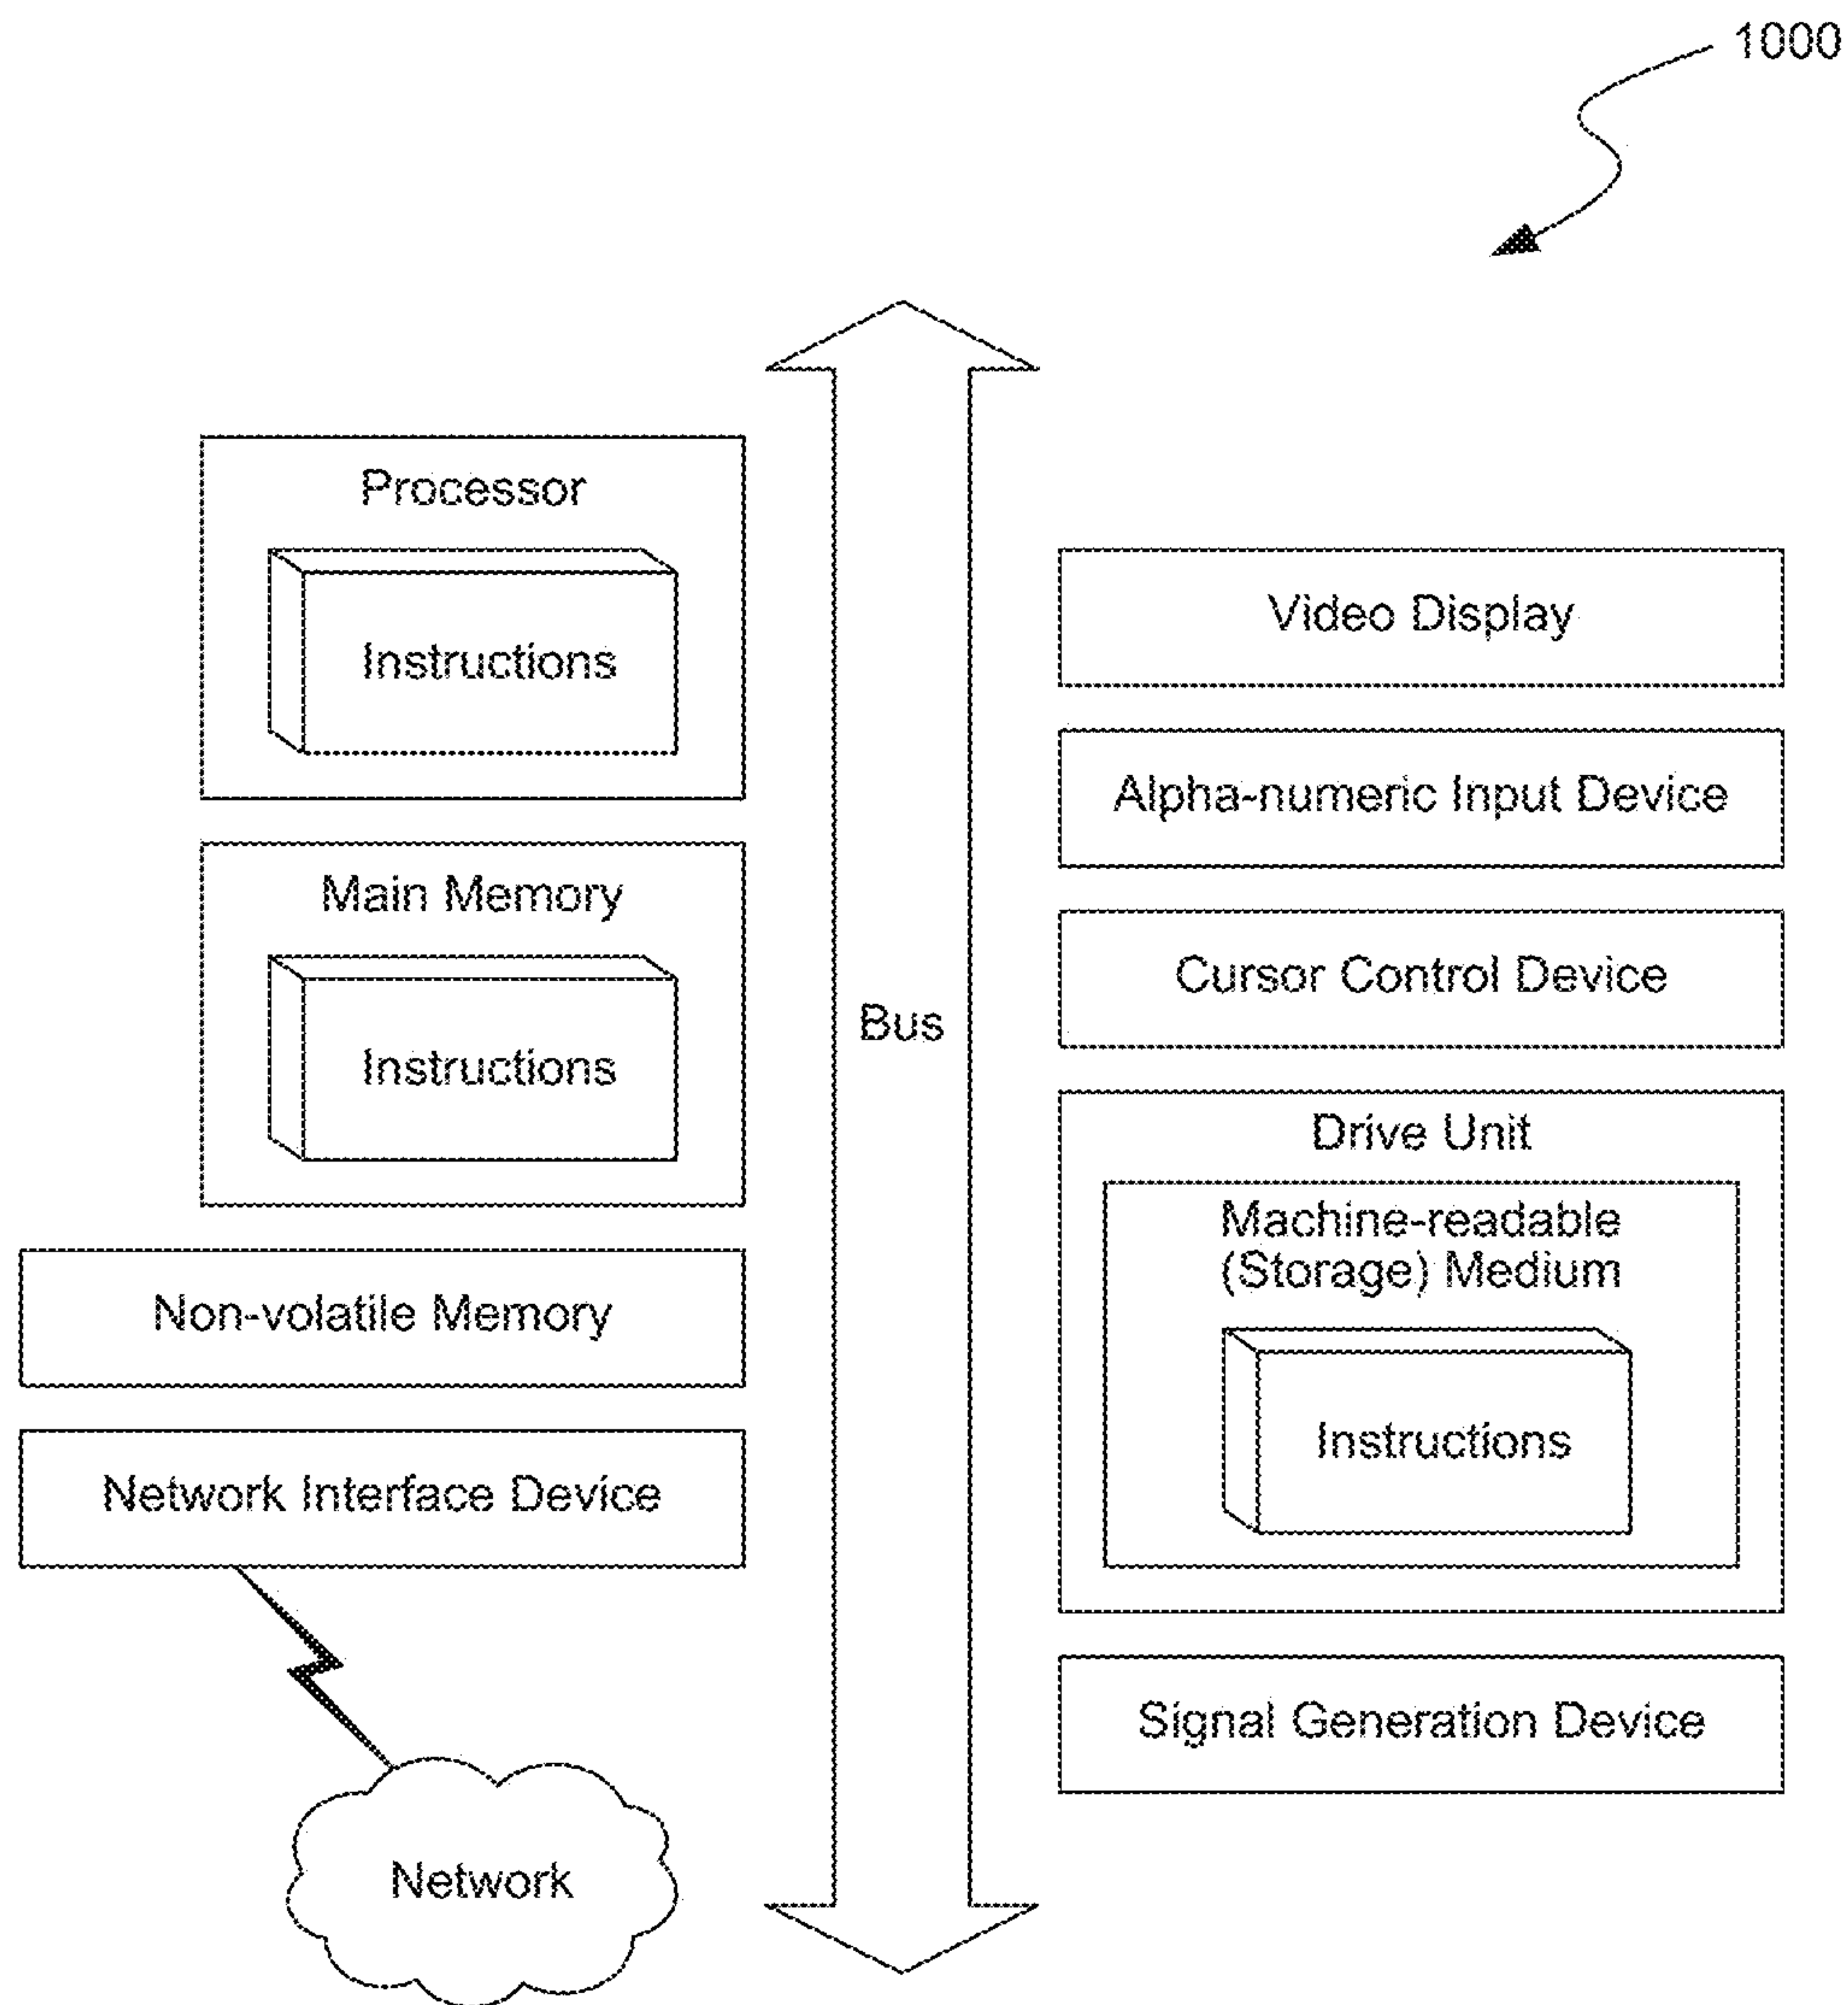 1000
Processor
Instructions
Main Memory
Instructions
Non-volatile Memory
Network Interface Device
Network
Bus
Video Display
Alpha-numeric Input Device
Cursor Control Device
Drive Unit
Machine-readable
(Storage) Medium
Instructions
Signal Generation Device